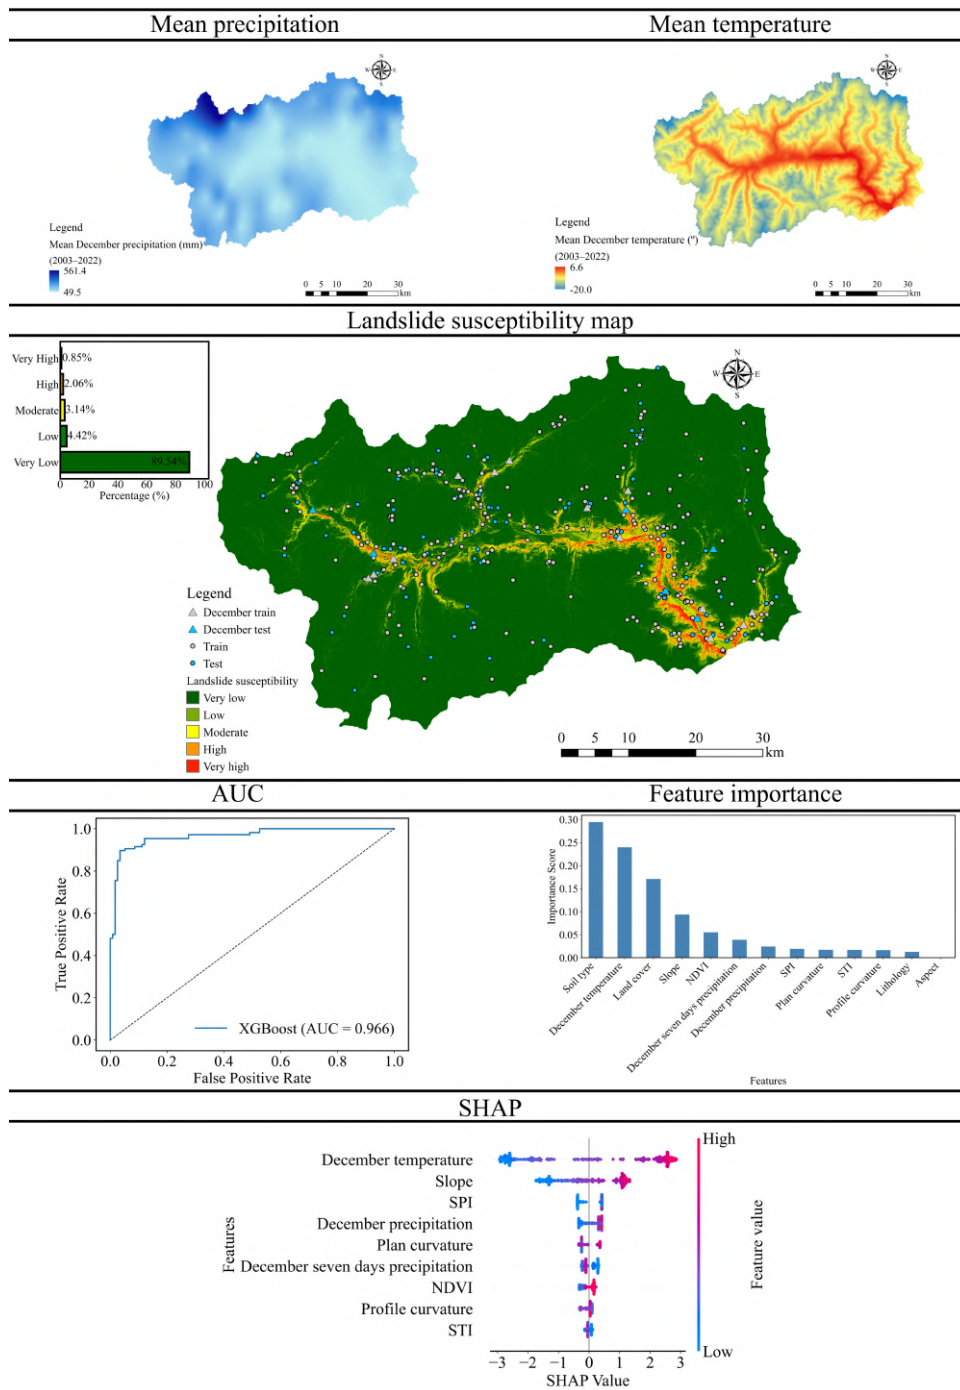 Mean precipitation
Mean temperature
N
W E
S
N
W E
S
Legend
Mean December precipitation (mm)
(2003–2022)
561.4
49.5
0 5 10 20 30
km
Legend
Mean December temperature (°)
(2003–2022)
6.6
-20.0
0 5 10 20 30
km
Landslide susceptibility map
Very High 0.85%
High 2.06%
Moderate 3.14%
Low 4.42%
Very Low 89.54%
0 20 40 60 80 100
Percentage (%)
N
W E
S
Legend
December train
December test
Train
Test
Landslide susceptibility
Very low
Low
Moderate
High
Very high
0 5 10 20 30
km
AUC
Feature importance
True Positive Rate
1.0
0.8
0.6
0.4
0.2
0.0
XGBoost (AUC = 0.966)
0.0 0.2 0.4 0.6 0.8 1.0
False Positive Rate
Importance Score
0.30
0.25
0.20
0.15
0.10
0.05
0.00
Soil type
December temperature
Land cover
Slope
NDVI
December seven days precipitation
December precipitation
SPI
Plan curvature
STI
Profile curvature
Lithology
Aspect
Features
SHAP
Features
December temperature
Slope
SPI
December precipitation
Plan curvature
December seven days precipitation
NDVI
Profile curvature
STI
−3 −2 −1 0 1 2 3
SHAP Value
High
Low
Feature value